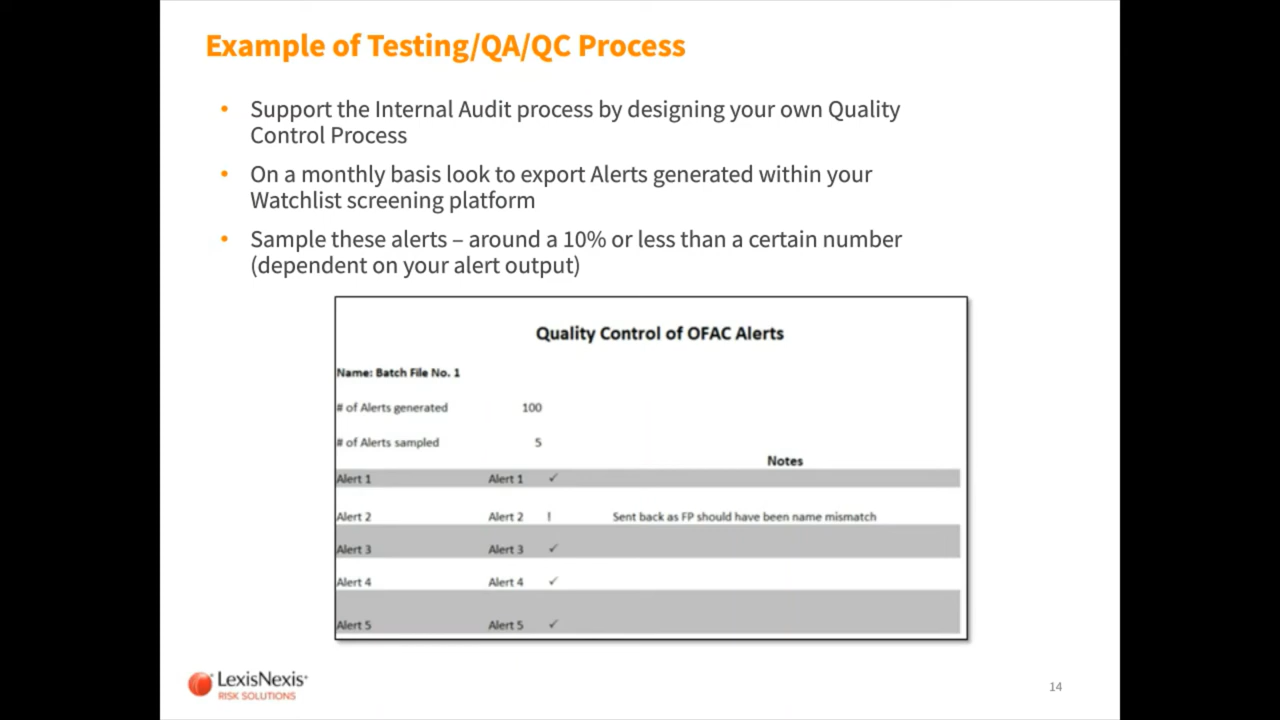 Example of Testing/QA/QC Process
• Support the Internal Audit process by designing your own Quality
Control Process
• On a monthly basis look to export Alerts generated within your
Watchlist screening platform
• Sample these alerts – around a 10% or less than a certain number
(dependent on your alert output)
Quality Control of OFAC Alerts
Name: Batch File No. 1
# of Alerts generated 100
# of Alerts sampled 5
Notes
Alert 1 Alert 1 ✓
Alert 2 Alert 2 ! Sent back as FP should have been name mismatch
Alert 3 Alert 3 ✓
Alert 4 Alert 4 ✓
Alert 5 Alert 5 ✓
LexisNexis
RISK SOLUTIONS
14